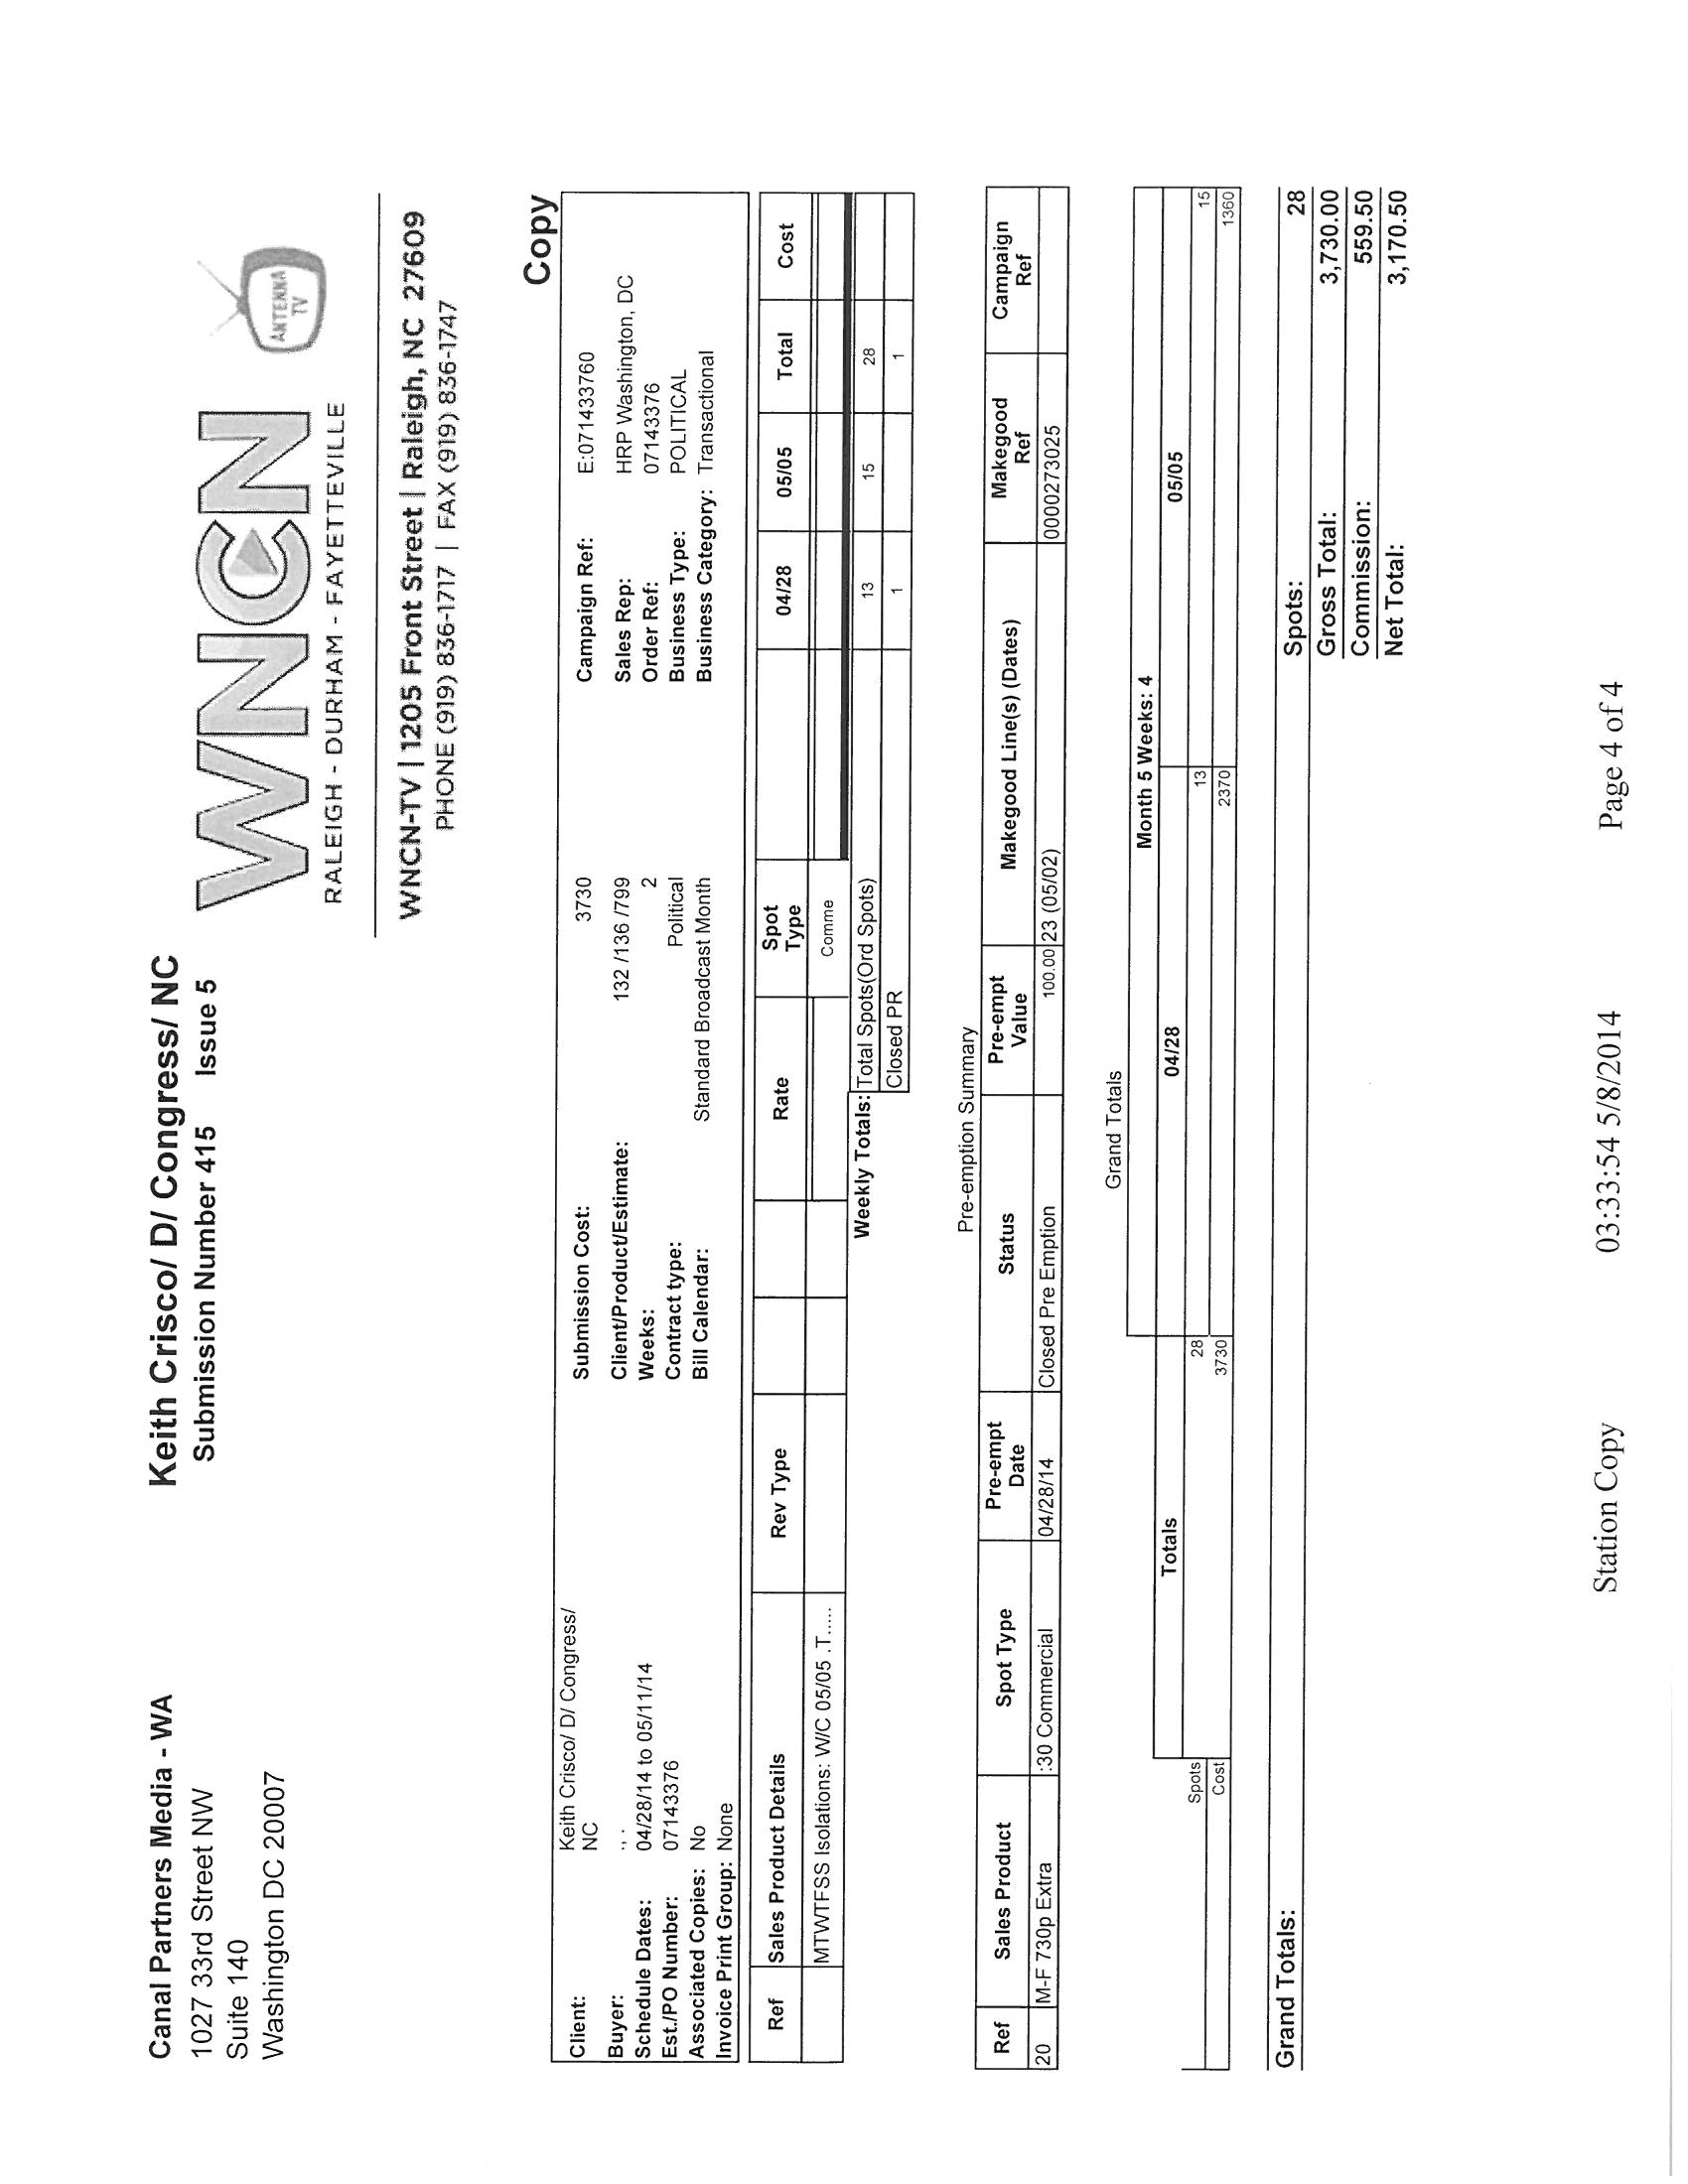 Canal Partners Media - WA
1027 33rd Street NW
Suite 140
Washington DC 20007
Keith Crisco/ D/ Congress/ NC
Submission Number 415 Issue 5
WNCN
RALEIGH - DURHAM - FAYETTEVILLE
ANTENNA
TV
WNCN-TV | 1205 Front Street | Raleigh, NC 27609
PHONE (919) 836-1717 | FAX (919) 836-1747
Copy
Client: Keith Crisco/ D/ Congress/ Submission Cost: 3730 Campaign Ref: E:071433760
NC
Buyer: ., . Client/Product/Estimate: 132 /136 /799 Sales Rep: HRP Washington, DC
Schedule Dates: 04/28/14 to 05/11/14 Weeks: 2 Order Ref: 07143376
Est./PO Number: 07143376 Contract type: Political Business Type: POLITICAL
Associated Copies: No Bill Calendar: Standard Broadcast Month Business Category: Transactional
Invoice Print Group: None
Ref Sales Product Details Rev Type Rate Spot Type 04/28 05/05 Total Cost
MTWTFSS Isolations: W/C 05/05 .T..... Comme
Weekly Totals: Total Spots(Ord Spots) 13 15 28
Closed PR 1 1
Pre-emption Summary
Ref Sales Product Spot Type Pre-empt Date Status Pre-empt Value Makegood Line(s) (Dates) Makegood Ref Campaign Ref
20 M-F 730p Extra :30 Commercial 04/28/14 Closed Pre Emption 100.00 23 (05/02) 0000273025
Grand Totals
Month 5 Weeks: 4
Totals 04/28 05/05
Spots 28 13 15
Cost 3730 2370 1360
Grand Totals: Spots: 28
Gross Total: 3,730.00
Commission: 559.50
Net Total: 3,170.50
Station Copy 03:33:54 5/8/2014 Page 4 of 4